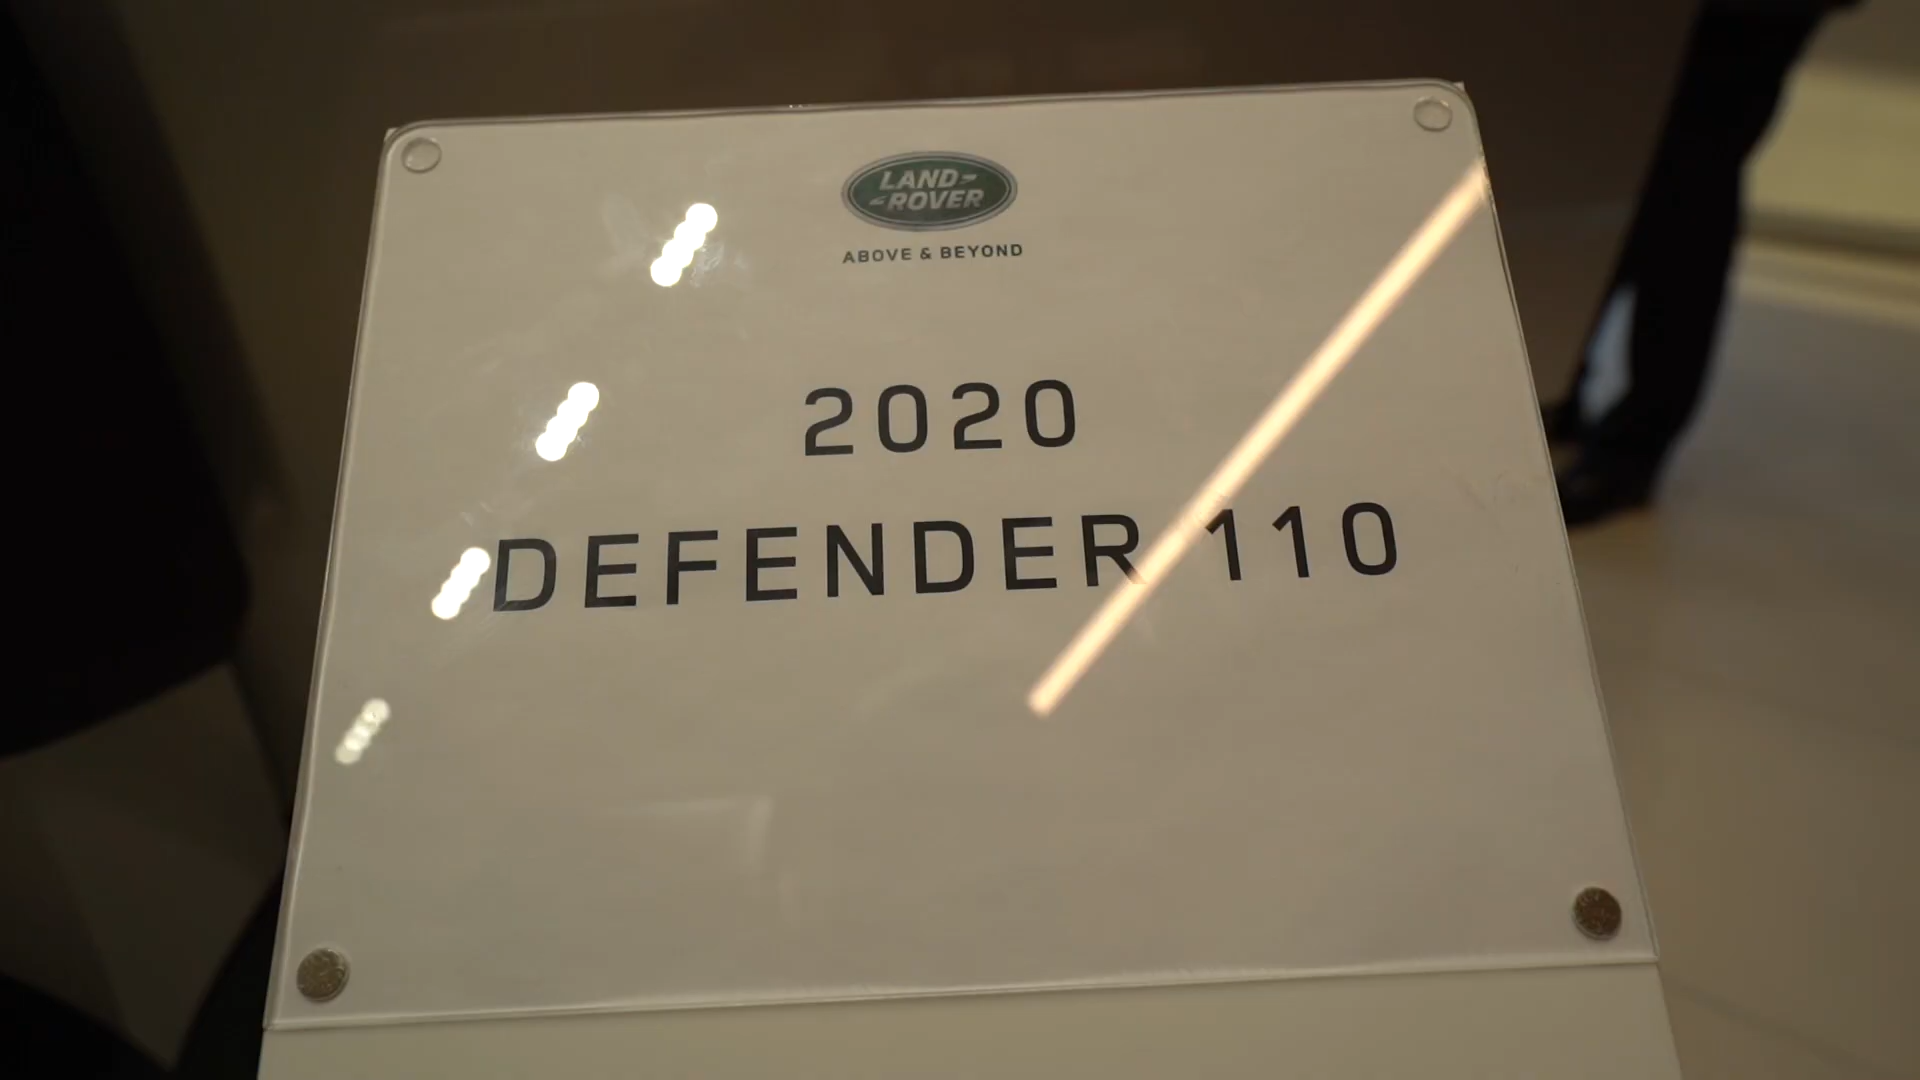 LAND
ROVER
ABOVE & BEYOND
2020
DEFENDER 110